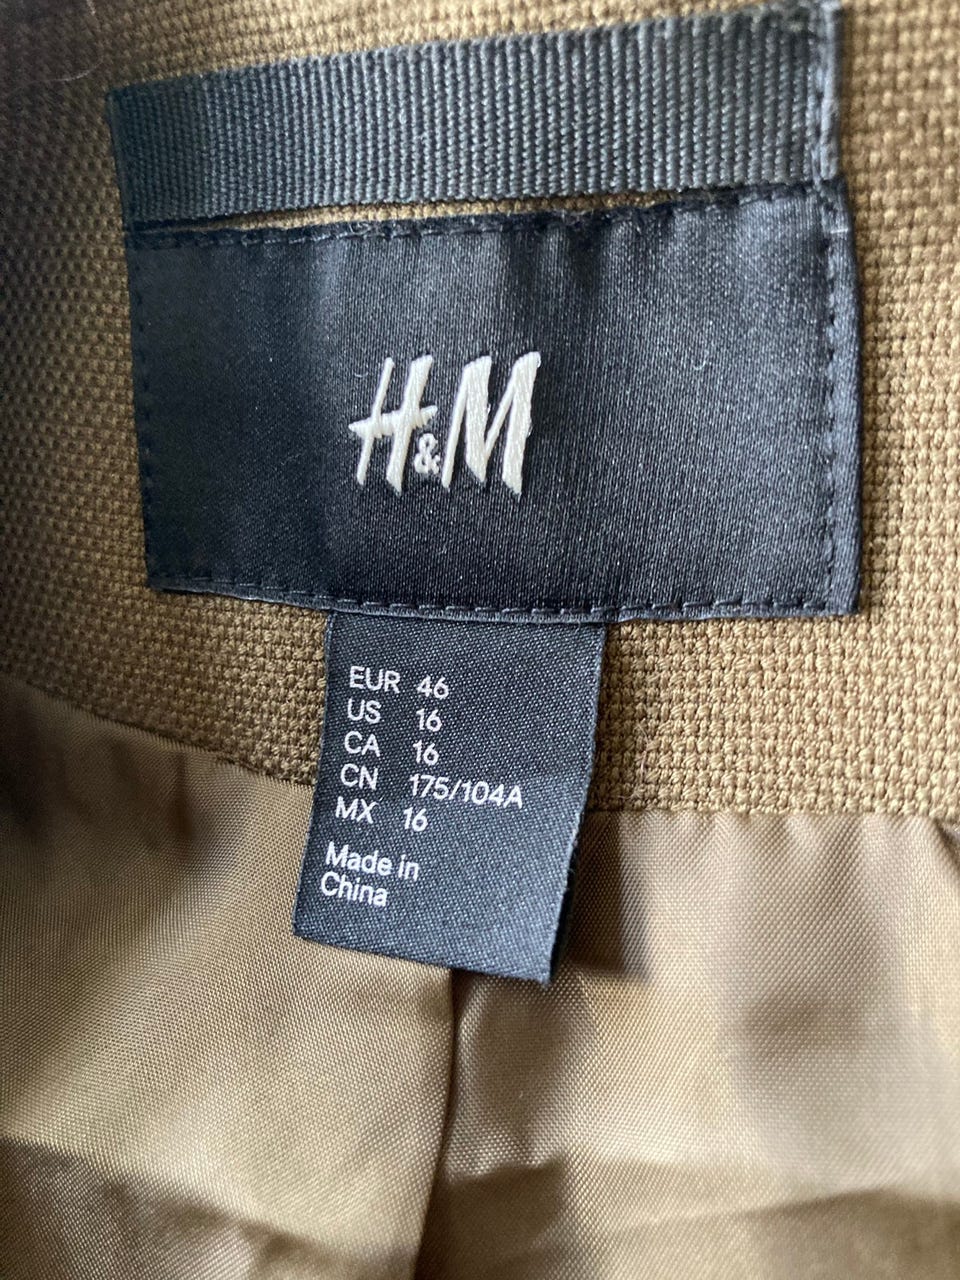 H&M
EUR 46
US 16
CA 16
CN 175/104A
MX 16
Made in
China